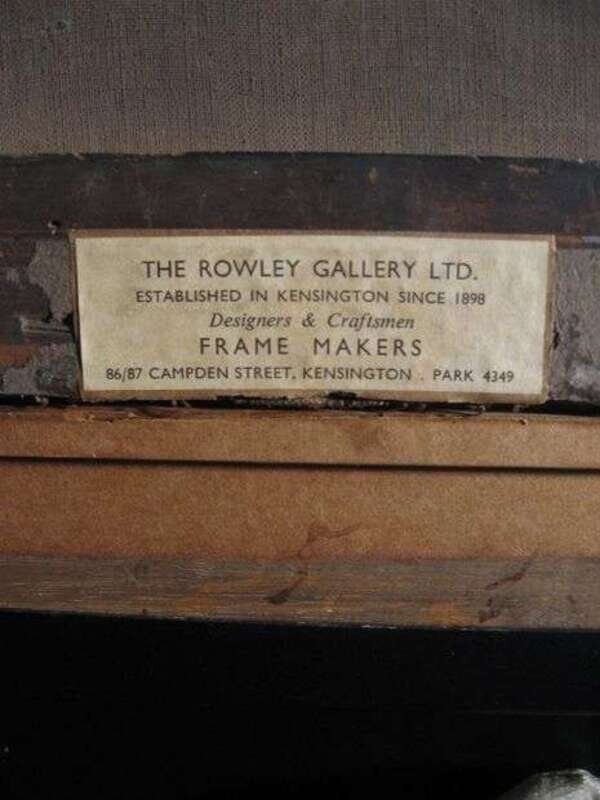 THE ROWLEY GALLERY LTD.
ESTABLISHED IN KENSINGTON SINCE 1898
Designers & Craftsmen
FRAME MAKERS
86/87 CAMPDEN STREET, KENSINGTON . PARK 4349